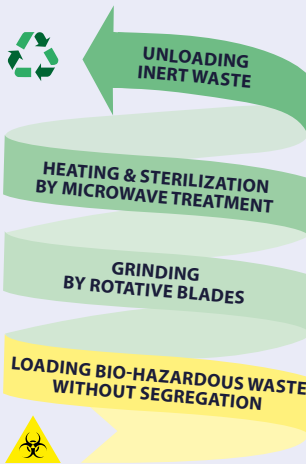 UNLOADING
INERT WASTE
HEATING & STERILIZATION
BY MICROWAVE TREATMENT
GRINDING
BY ROTATIVE BLADES
LOADING BIO-HAZARDOUS WASTE
WITHOUT SEGREGATION